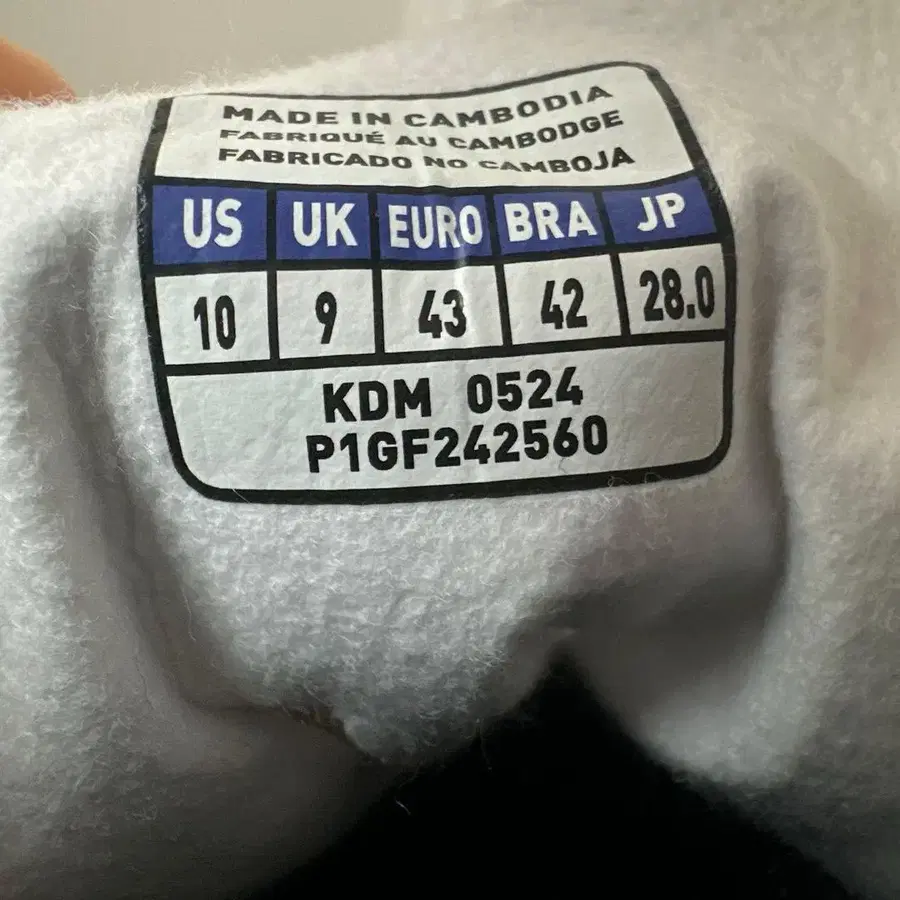 MADE IN CAMBODIA
FABRIQUÉ AU CAMBODGE
FABRICADO NO CAMBOJA
US UK EURO BRA JP
10 9 43 42 28.0
KDM 0524
P1GF242560